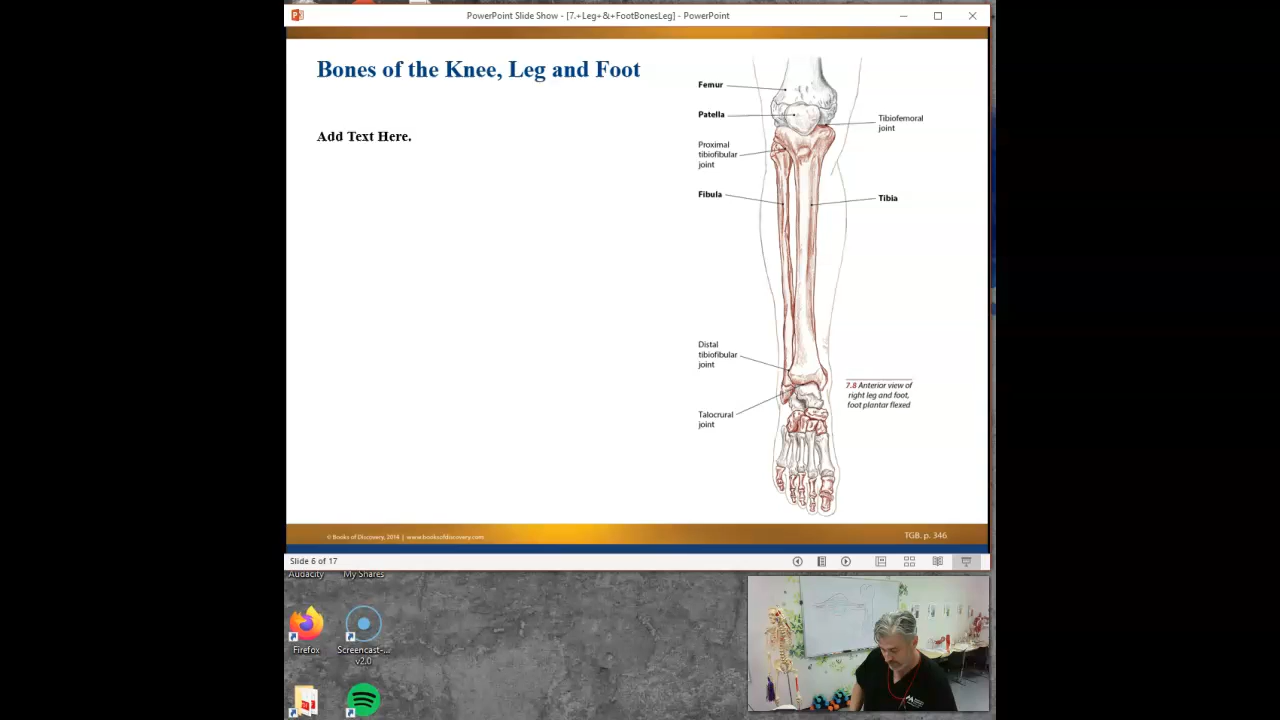 PowerPoint Slide Show - [7.+Leg+&+FootBonesLeg] - PowerPoint
Bones of the Knee, Leg and Foot
Add Text Here.
Femur
Patella
Tibiofemoral
joint
Proximal
tibiofibular
joint
Fibula
Tibia
Distal
tibiofibular
joint
7.8 Anterior view of
right leg and foot,
foot plantar flexed
Talocrural
joint
© Books of Discovery, 2014 | www.booksofdiscovery.com
TGB. p. 346
Slide 6 of 17
Audacity
My Shares
Firefox
Screencast-...
v2.0